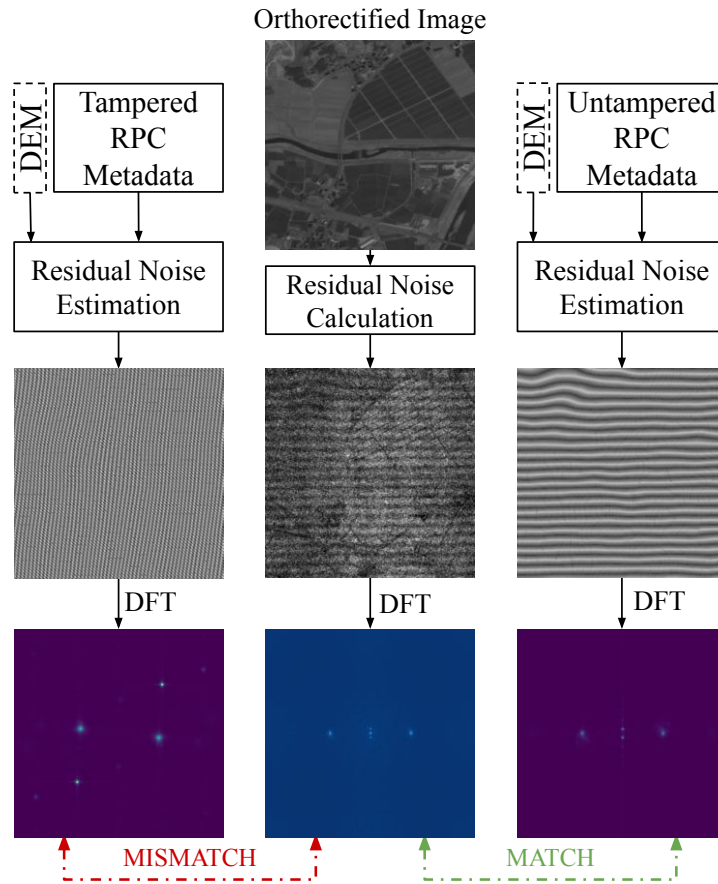 Orthorectified Image
DEM
Tampered
RPC
Metadata
DEM
Untampered
RPC
Metadata
Residual Noise
Estimation
Residual Noise
Calculation
Residual Noise
Estimation
DFT
DFT
DFT
MISMATCH
MATCH